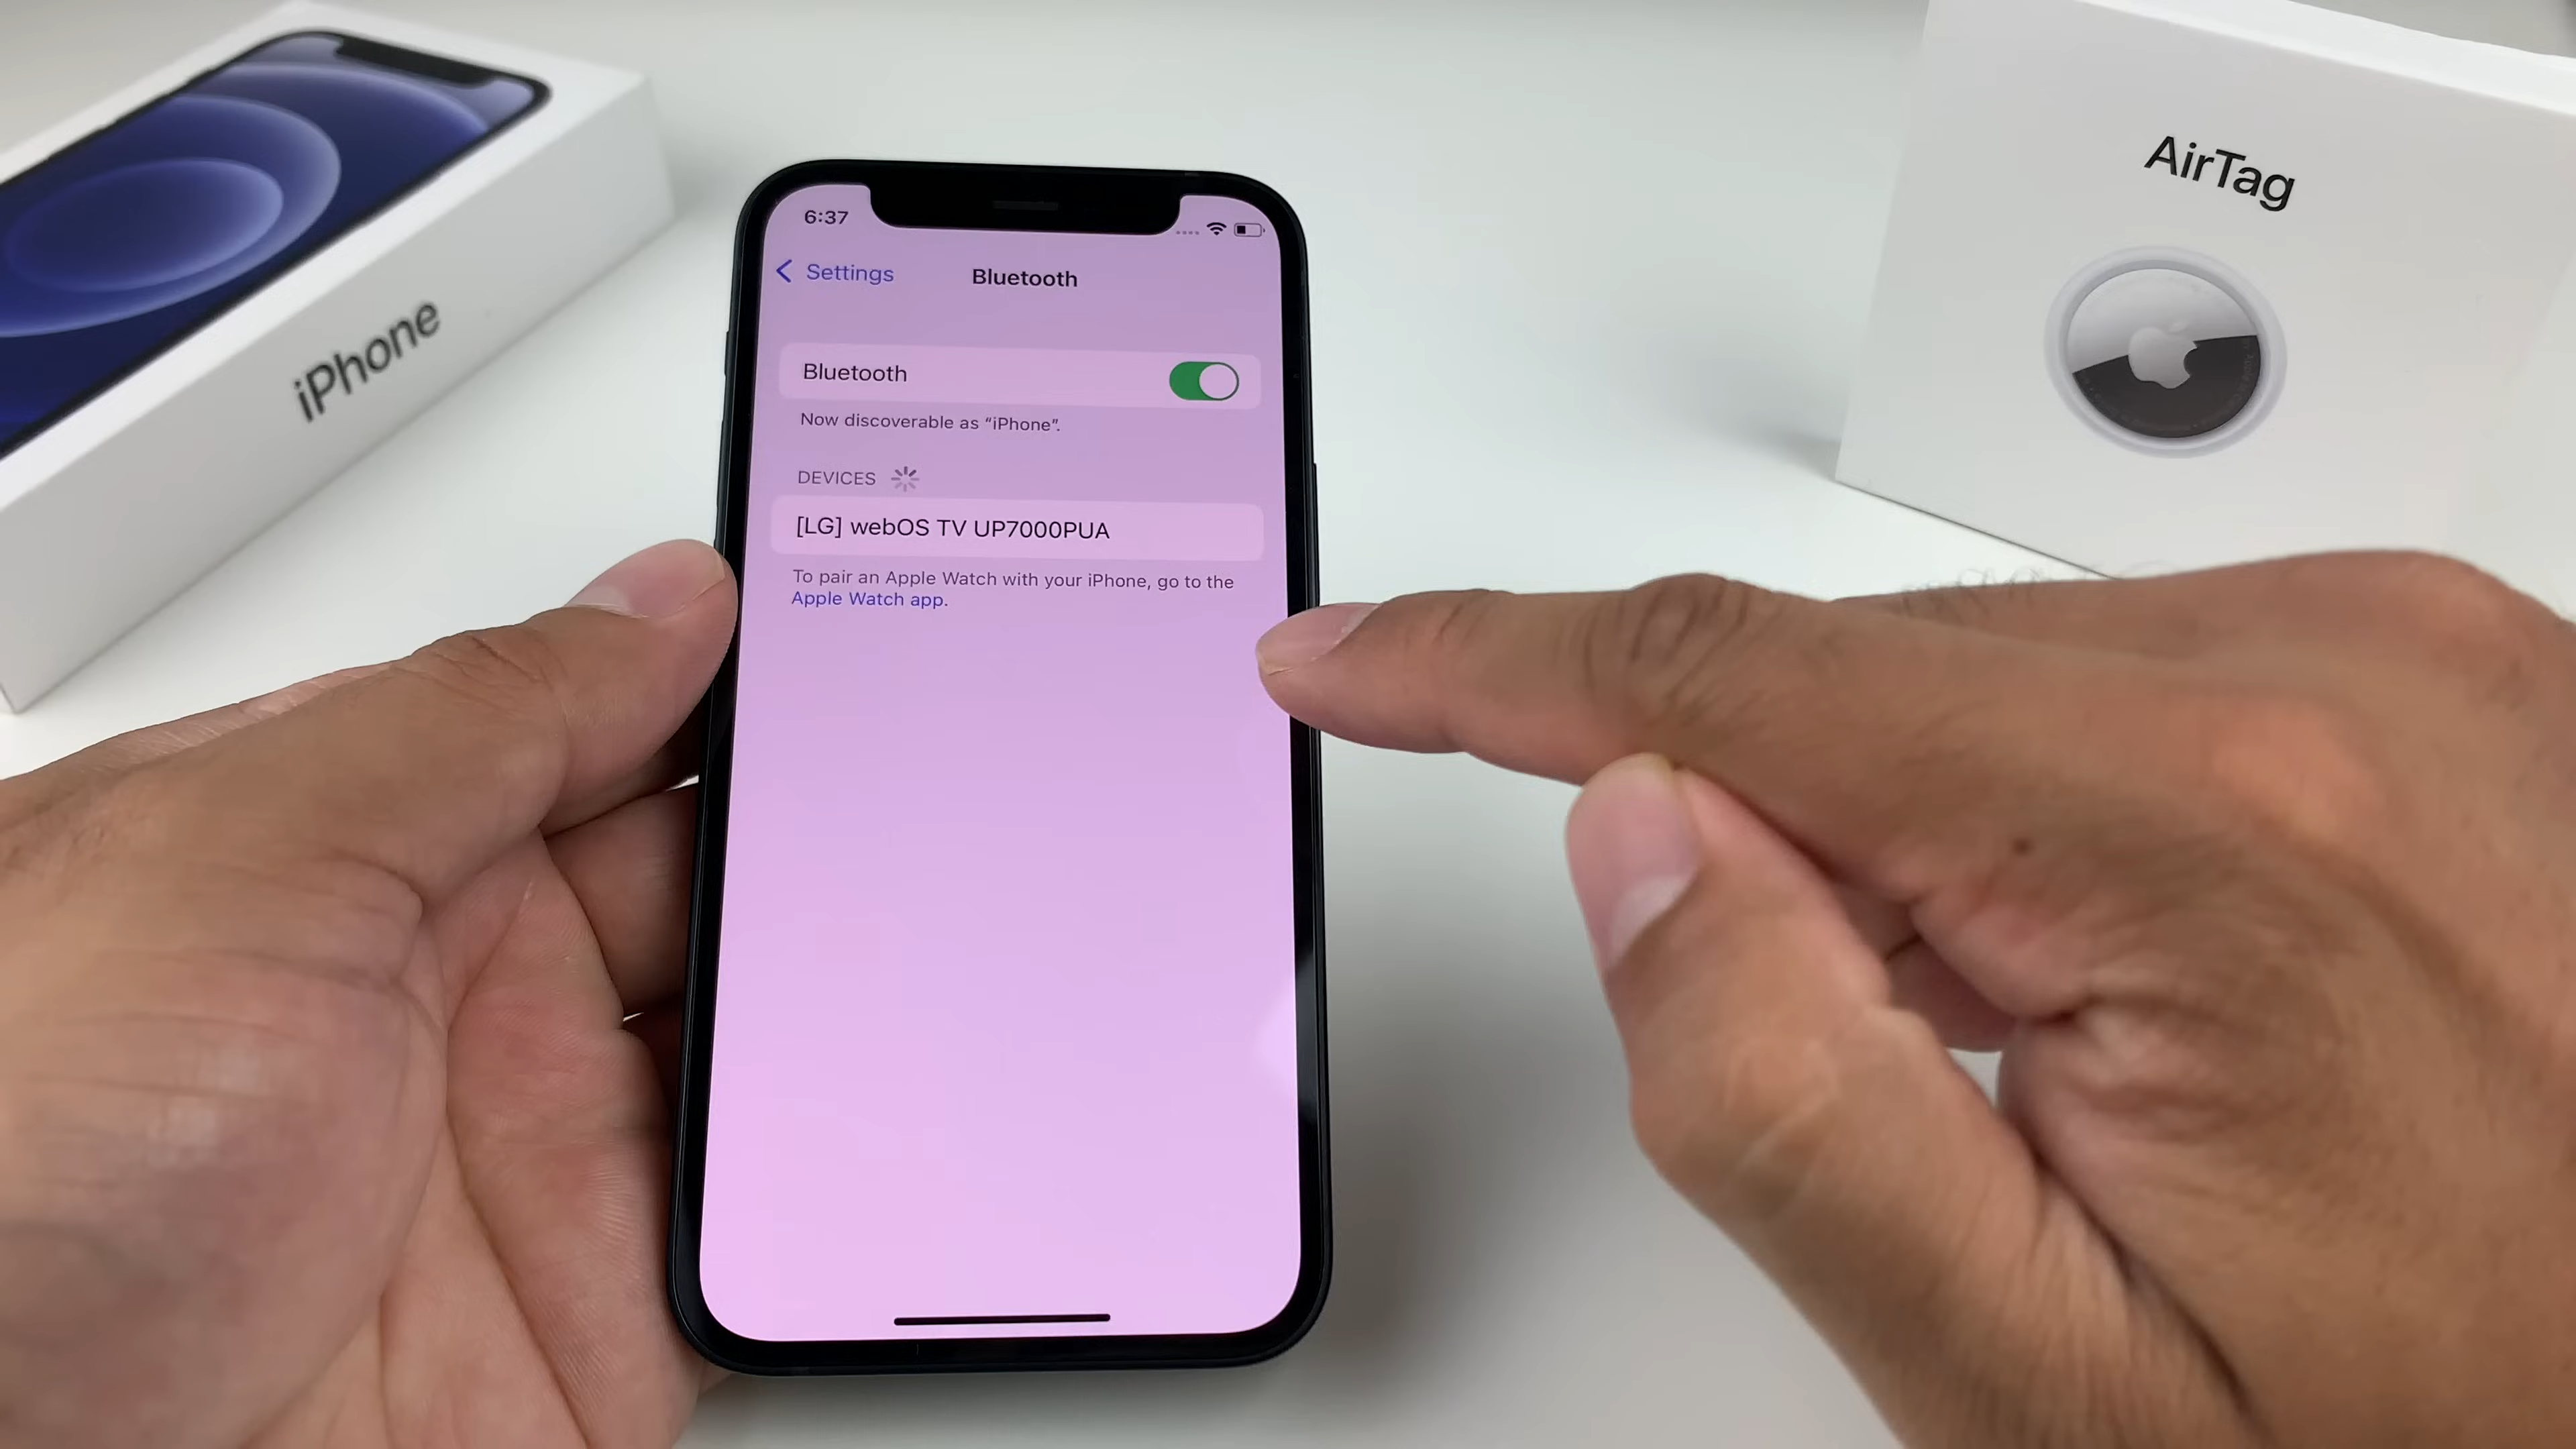 iPhone
AirTag
6:37
Settings
Bluetooth
Bluetooth
Now discoverable as “iPhone”.
DEVICES
[LG] webOS TV UP7000PUA
To pair an Apple Watch with your iPhone, go to the
Apple Watch app.